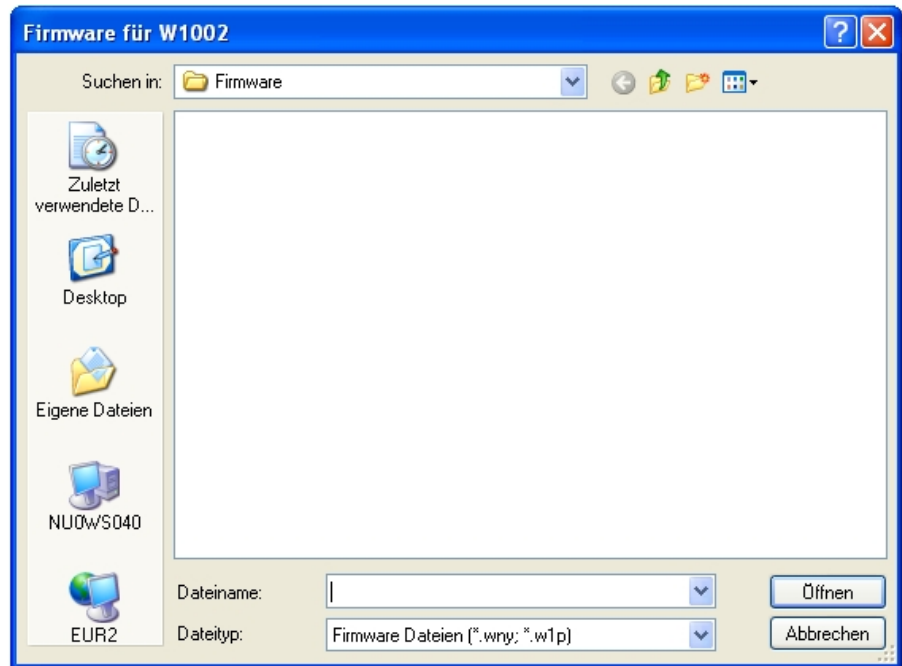 Firmware für W1002
Suchen in:
Firmware
Zuletzt
verwendete D...
Desktop
Eigene Dateien
NU0WS040
EUR2
Dateiname:
Öffnen
Dateityp:
Firmware Dateien (*.wny; *.w1p)
Abbrechen